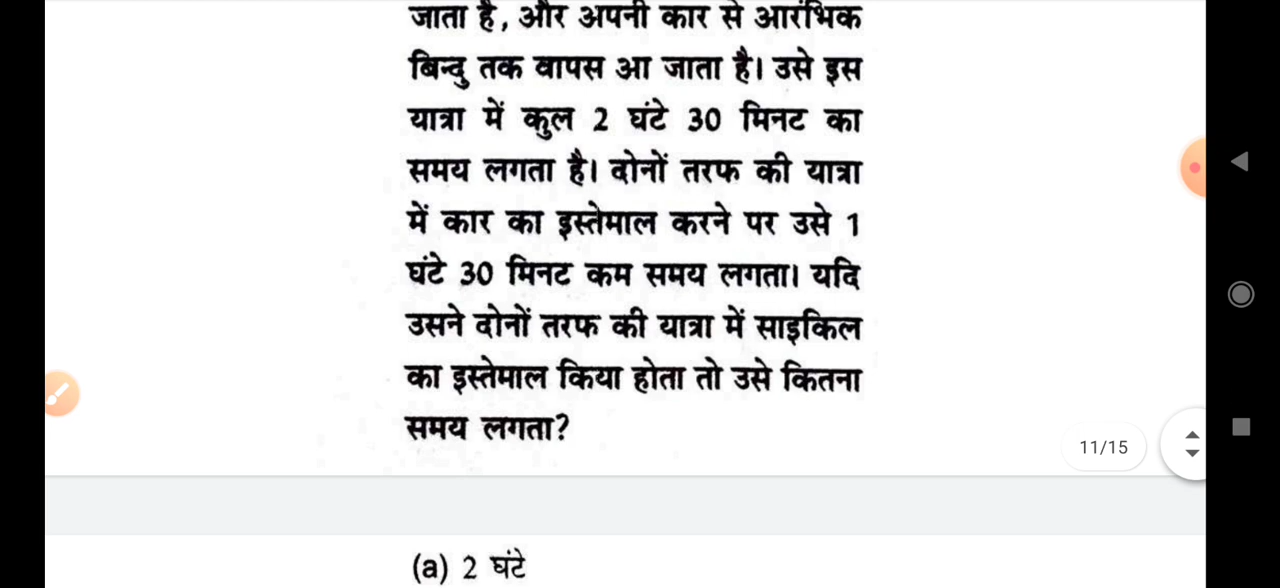 जाता है, और अपनी कार से आरंभिक
बिन्दु तक वापस आ जाता है। उसे इस
यात्रा में कुल 2 घंटे 30 मिनट का
समय लगता है। दोनों तरफ की यात्रा
में कार का इस्तेमाल करने पर उसे 1
घंटे 30 मिनट कम समय लगता। यदि
उसने दोनों तरफ की यात्रा में साइकिल
का इस्तेमाल किया होता तो उसे कितना
समय लगता?
11/15
(a) 2 घंटे